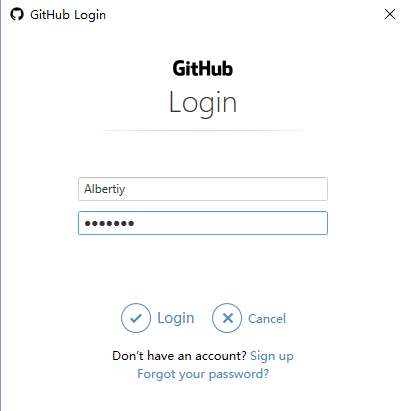 GitHub Login
GitHub
Login
Albertiy
●●●●●●●
Login Cancel
Don't have an account? Sign up
Forgot your password?